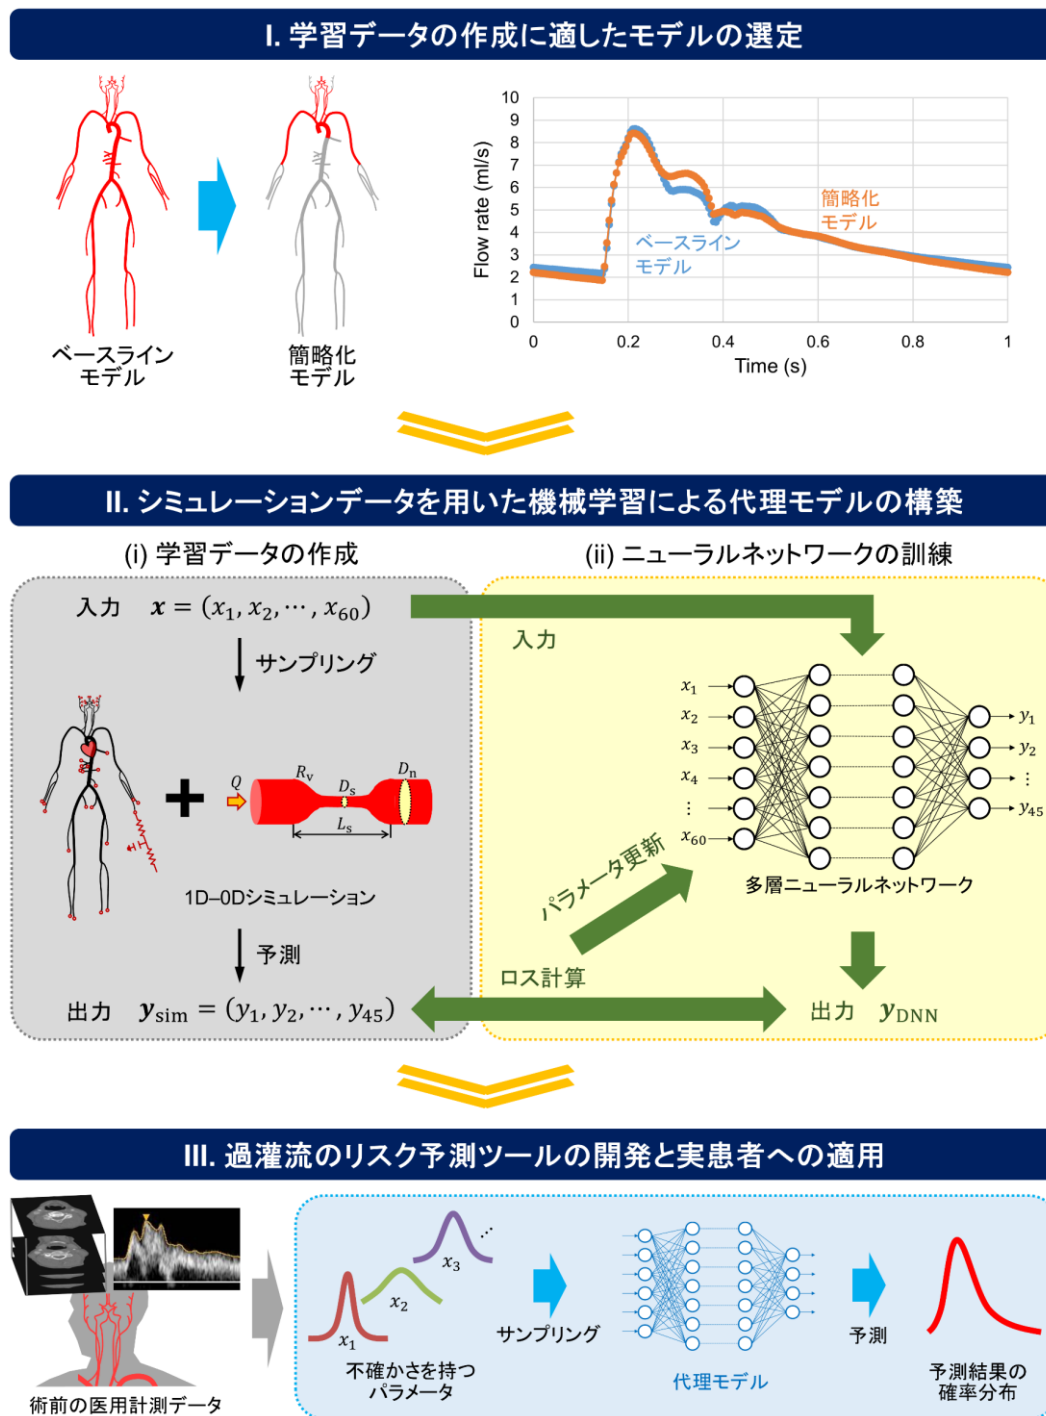 I. 学習データの作成に適したモデルの選定
ベースライン
モデル
簡略化
モデル
Flow rate (ml/s)
10
9
8
7
6
5
4
3
2
1
0
0
0.2
0.4
0.6
0.8
1
Time (s)
簡略化
モデル
ベースライン
モデル
II. シミュレーションデータを用いた機械学習による代理モデルの構築
(i) 学習データの作成
入力 x = (x₁, x₂, ⋯, x₆₀)
サンプリング
Q
Rᵥ
Dₛ
Dₙ
Lₛ
1D–0Dシミュレーション
予測
出力 y_sim = (y₁, y₂, ⋯, y₄₅)
(ii) ニューラルネットワークの訓練
入力
x₁
x₂
x₃
x₄
⋮
x₆₀
y₁
y₂
⋮
y₄₅
多層ニューラルネットワーク
パラメータ更新
ロス計算
出力 y_DNN
III. 過灌流のリスク予測ツールの開発と実患者への適用
術前の医用計測データ
x₁
x₂
x₃
⋯
不確かさを持つ
パラメータ
サンプリング
代理モデル
予測
予測結果の
確率分布